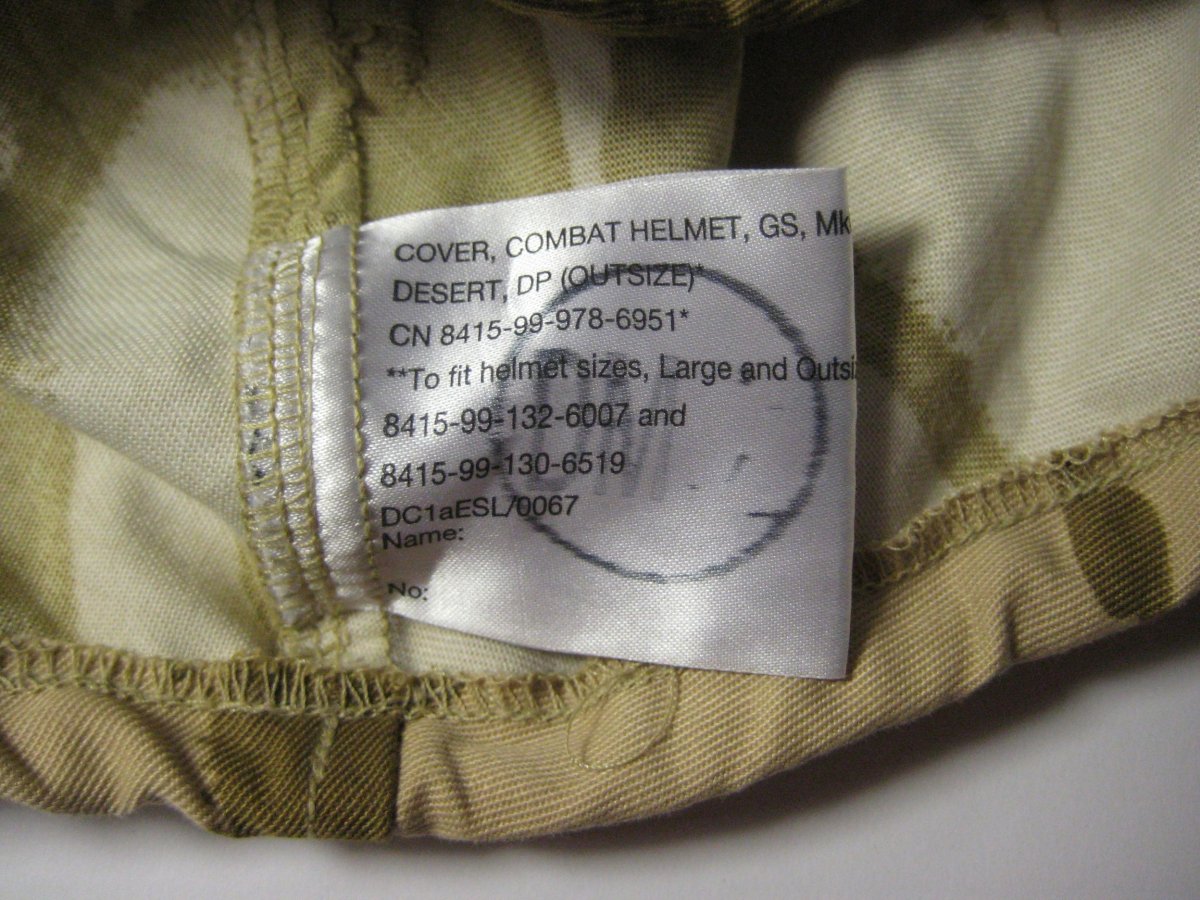 COVER, COMBAT HELMET, GS, Mk
DESERT, DP (OUTSIZE)*
CN 8415-99-978-6951*
**To fit helmet sizes, Large and Outsi
8415-99-132-6007 and
8415-99-130-6519
DC1aESL/0067
Name:
No: